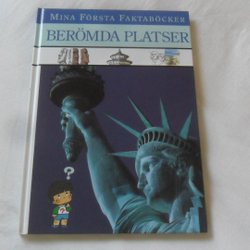 MINA FÖRSTA FAKTABÖCKER
BERÖMDA PLATSER
?